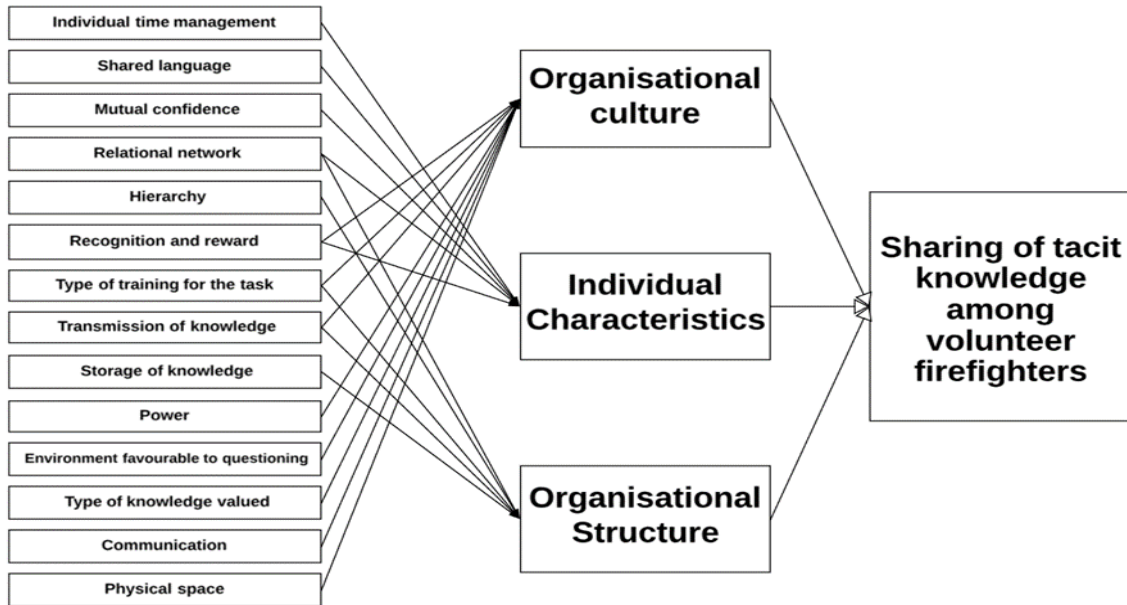 Individual time management
Shared language
Mutual confidence
Relational network
Hierarchy
Recognition and reward
Type of training for the task
Transmission of knowledge
Storage of knowledge
Power
Environment favourable to questioning
Type of knowledge valued
Communication
Physical space
Organisational
culture
Individual
Characteristics
Organisational
Structure
Sharing of tacit
knowledge
among
volunteer
firefighters